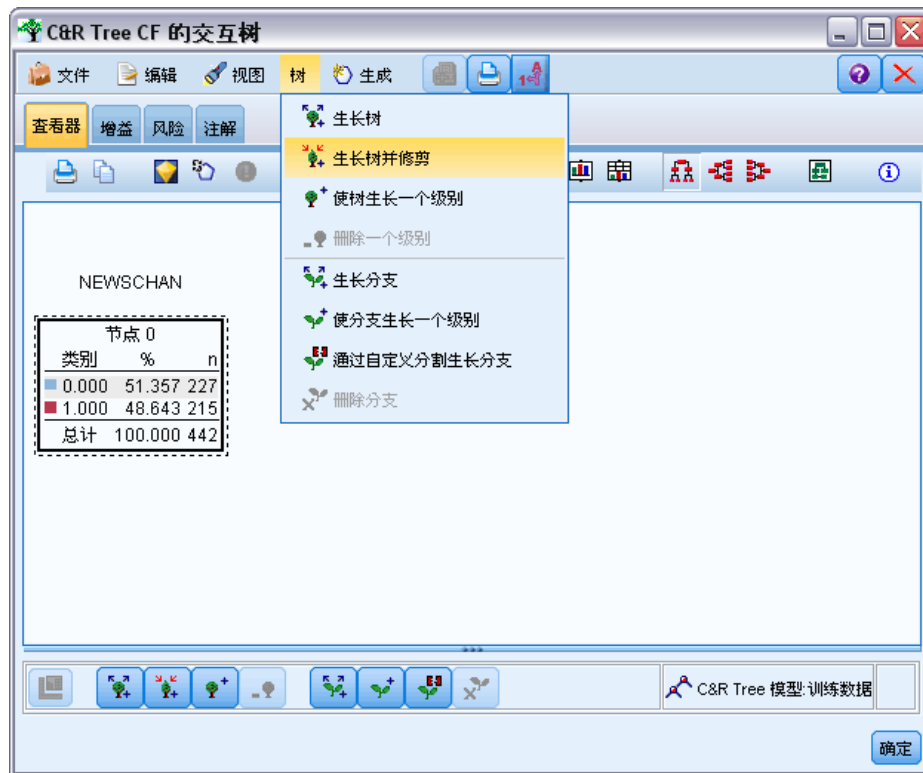 C&R Tree CF 的交互树
文件 编辑 视图 树 生成
查看器 增益 风险 注解
生长树
生长树并修剪
使树生长一个级别
删除一个级别
生长分支
使分支生长一个级别
通过自定义分割生长分支
删除分支
NEWSCHAN
节点 0
类别 % n
0.000 51.357 227
1.000 48.643 215
总计 100.000 442
C&R Tree 模型:训练数据
确定